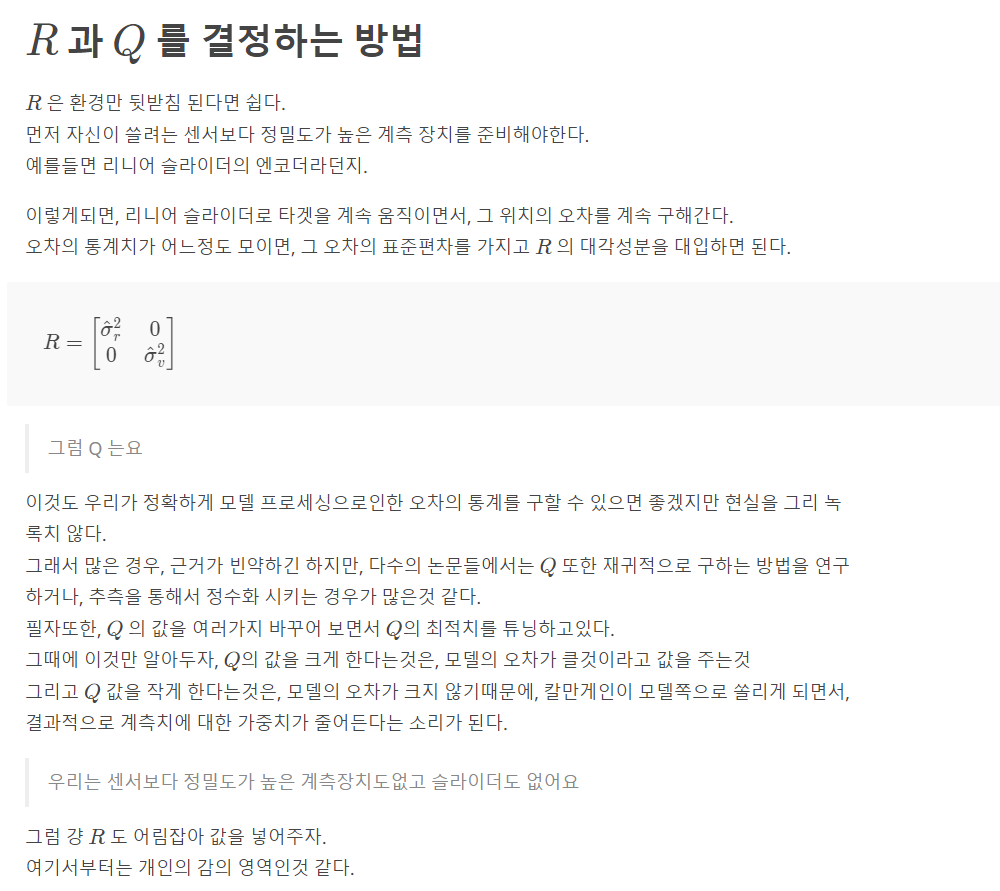 R 과 Q 를 결정하는 방법
R 은 환경만 뒷받침 된다면 쉽다.
먼저 자신이 쓸려는 센서보다 정밀도가 높은 계측 장치를 준비해야한다.
예를들면 리니어 슬라이더의 엔코더라던지.
이렇게되면, 리니어 슬라이더로 타겟을 계속 움직이면서, 그 위치의 오차를 계속 구해간다.
오차의 통계치가 어느정도 모이면, 그 오차의 표준편차를 가지고 R 의 대각성분을 대입하면 된다.
R = [σ̂_r^2 0
0 σ̂_v^2]
그럼 Q 는요
이것도 우리가 정확하게 모델 프로세싱으로인한 오차의 통계를 구할 수 있으면 좋겠지만 현실을 그리 녹
록치 않다.
그래서 많은 경우, 근거가 빈약하긴 하지만, 다수의 논문들에서는 Q 또한 재귀적으로 구하는 방법을 연구
하거나, 추측을 통해서 정수화 시키는 경우가 많은것 같다.
필자또한, Q 의 값을 여러가지 바꾸어 보면서 Q의 최적치를 튜닝하고있다.
그때에 이것만 알아두자, Q의 값을 크게 한다는것은, 모델의 오차가 클것이라고 값을 주는것
그리고 Q 값을 작게 한다는것은, 모델의 오차가 크지 않기때문에, 칼만게인이 모델쪽으로 쏠리게 되면서,
결과적으로 계측치에 대한 가중치가 줄어든다는 소리가 된다.
우리는 센서보다 정밀도가 높은 계측장치도없고 슬라이더도 없어요
그럼 걍 R 도 어림잡아 값을 넣어주자.
여기서부터는 개인의 감의 영역인것 같다.